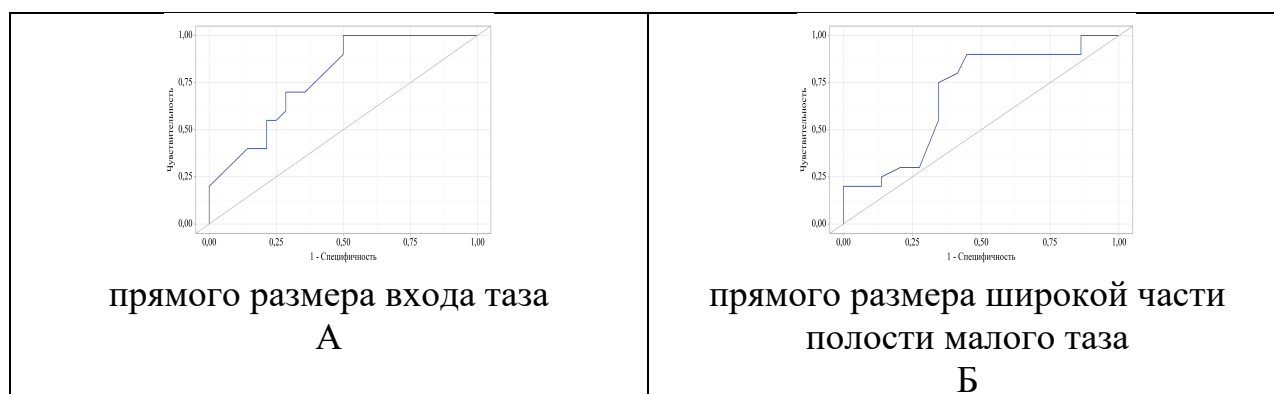 1,00
0,75
0,50
0,25
0,00
Чувствительность
0,00 0,25 0,50 0,75 1,00
1 - Специфичность
прямого размера входа таза
А
1,00
0,75
0,50
0,25
0,00
Чувствительность
0,00 0,25 0,50 0,75 1,00
1 - Специфичность
прямого размера широкой части
полости малого таза
Б